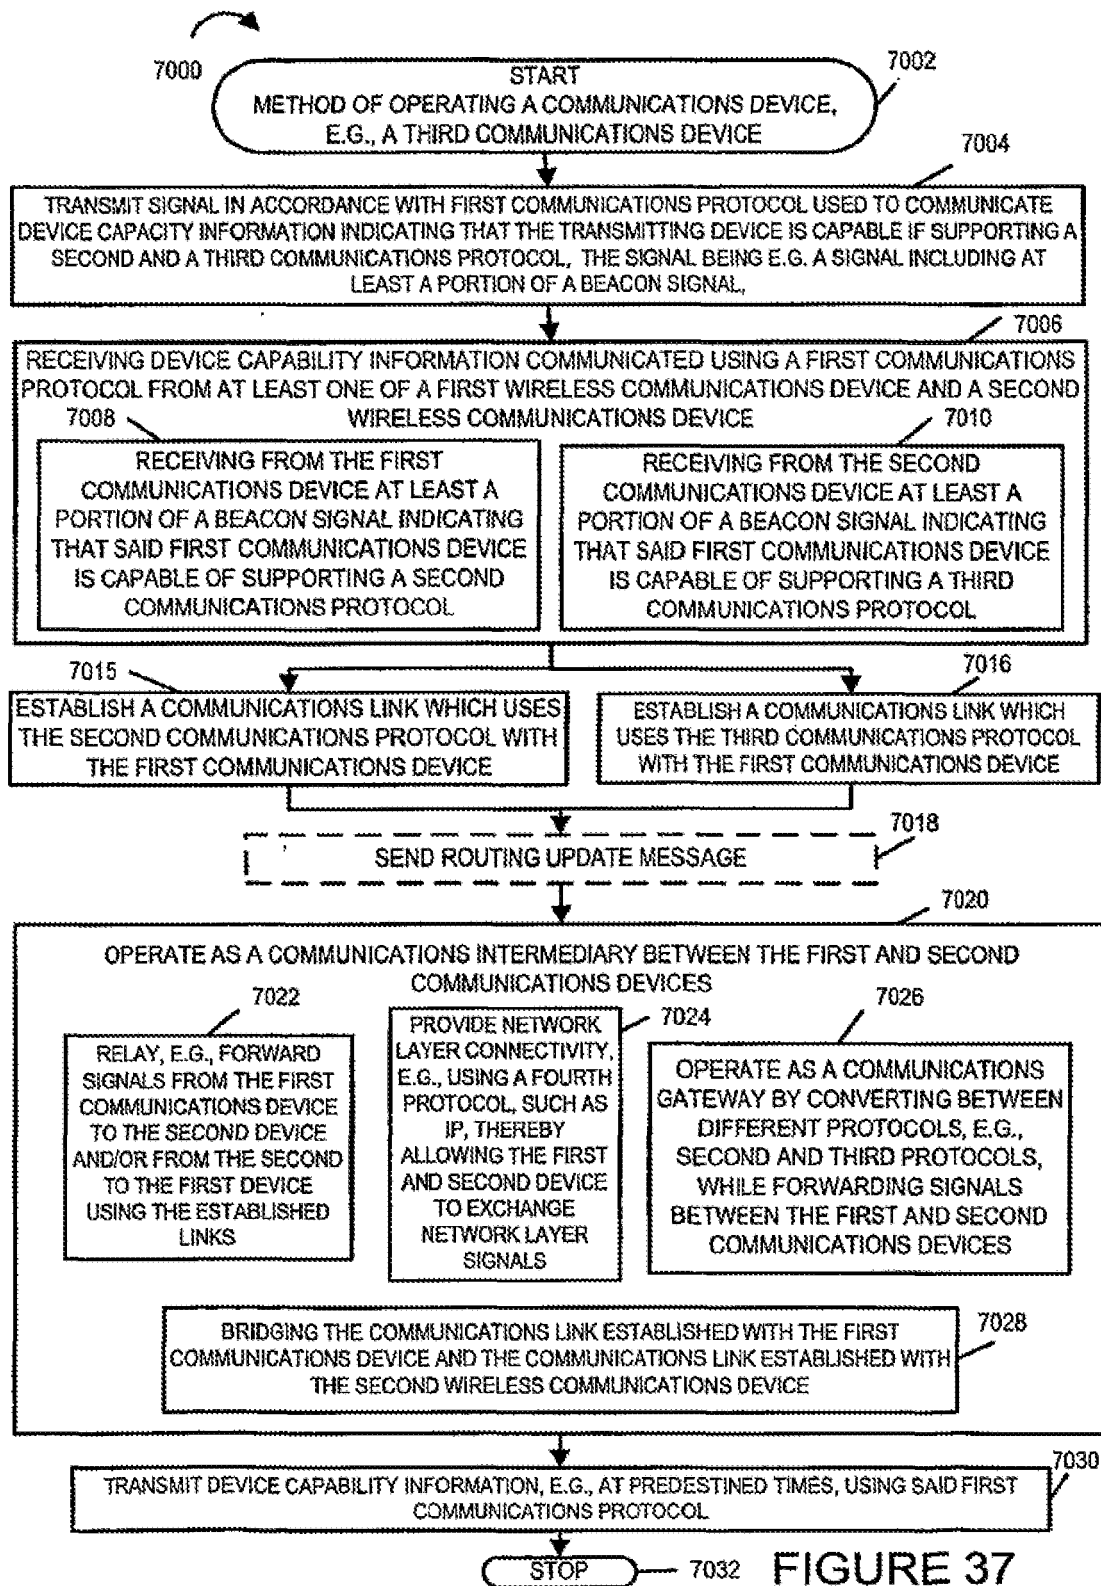 7000
START
METHOD OF OPERATING A COMMUNICATIONS DEVICE,
E.G., A THIRD COMMUNICATIONS DEVICE
7002
7004
TRANSMIT SIGNAL IN ACCORDANCE WITH FIRST COMMUNICATIONS PROTOCOL USED TO COMMUNICATE
DEVICE CAPACITY INFORMATION INDICATING THAT THE TRANSMITTING DEVICE IS CAPABLE IF SUPPORTING A
SECOND AND A THIRD COMMUNICATIONS PROTOCOL, THE SIGNAL BEING E.G. A SIGNAL INCLUDING AT
LEAST A PORTION OF A BEACON SIGNAL,
7006
RECEIVING DEVICE CAPABILITY INFORMATION COMMUNICATED USING A FIRST COMMUNICATIONS
PROTOCOL FROM AT LEAST ONE OF A FIRST WIRELESS COMMUNICATIONS DEVICE AND A SECOND
WIRELESS COMMUNICATIONS DEVICE
7008
RECEIVING FROM THE FIRST
COMMUNICATIONS DEVICE AT LEAST A
PORTION OF A BEACON SIGNAL INDICATING
THAT SAID FIRST COMMUNICATIONS DEVICE
IS CAPABLE OF SUPPORTING A SECOND
COMMUNICATIONS PROTOCOL
7010
RECEIVING FROM THE SECOND
COMMUNICATIONS DEVICE AT LEAST A
PORTION OF A BEACON SIGNAL INDICATING
THAT SAID FIRST COMMUNICATIONS DEVICE
IS CAPABLE OF SUPPORTING A THIRD
COMMUNICATIONS PROTOCOL
7015
ESTABLISH A COMMUNICATIONS LINK WHICH USES
THE SECOND COMMUNICATIONS PROTOCOL WITH
THE FIRST COMMUNICATIONS DEVICE
7016
ESTABLISH A COMMUNICATIONS LINK WHICH
USES THE THIRD COMMUNICATIONS PROTOCOL
WITH THE FIRST COMMUNICATIONS DEVICE
7018
SEND ROUTING UPDATE MESSAGE
7020
OPERATE AS A COMMUNICATIONS INTERMEDIARY BETWEEN THE FIRST AND SECOND
COMMUNICATIONS DEVICES
7022
RELAY, E.G., FORWARD
SIGNALS FROM THE FIRST
COMMUNICATIONS DEVICE
TO THE SECOND DEVICE
AND/OR FROM THE SECOND
TO THE FIRST DEVICE
USING THE ESTABLISHED
LINKS
7024
PROVIDE NETWORK
LAYER CONNECTIVITY,
E.G., USING A FOURTH
PROTOCOL, SUCH AS
IP, THEREBY
ALLOWING THE FIRST
AND SECOND DEVICE
TO EXCHANGE
NETWORK LAYER
SIGNALS
7026
OPERATE AS A COMMUNICATIONS
GATEWAY BY CONVERTING BETWEEN
DIFFERENT PROTOCOLS, E.G.,
SECOND AND THIRD PROTOCOLS,
WHILE FORWARDING SIGNALS
BETWEEN THE FIRST AND SECOND
COMMUNICATIONS DEVICES
7028
BRIDGING THE COMMUNICATIONS LINK ESTABLISHED WITH THE FIRST
COMMUNICATIONS DEVICE AND THE COMMUNICATIONS LINK ESTABLISHED WITH
THE SECOND WIRELESS COMMUNICATIONS DEVICE
7030
TRANSMIT DEVICE CAPABILITY INFORMATION, E.G., AT PREDESTINED TIMES, USING SAID FIRST
COMMUNICATIONS PROTOCOL
STOP
7032
FIGURE 37